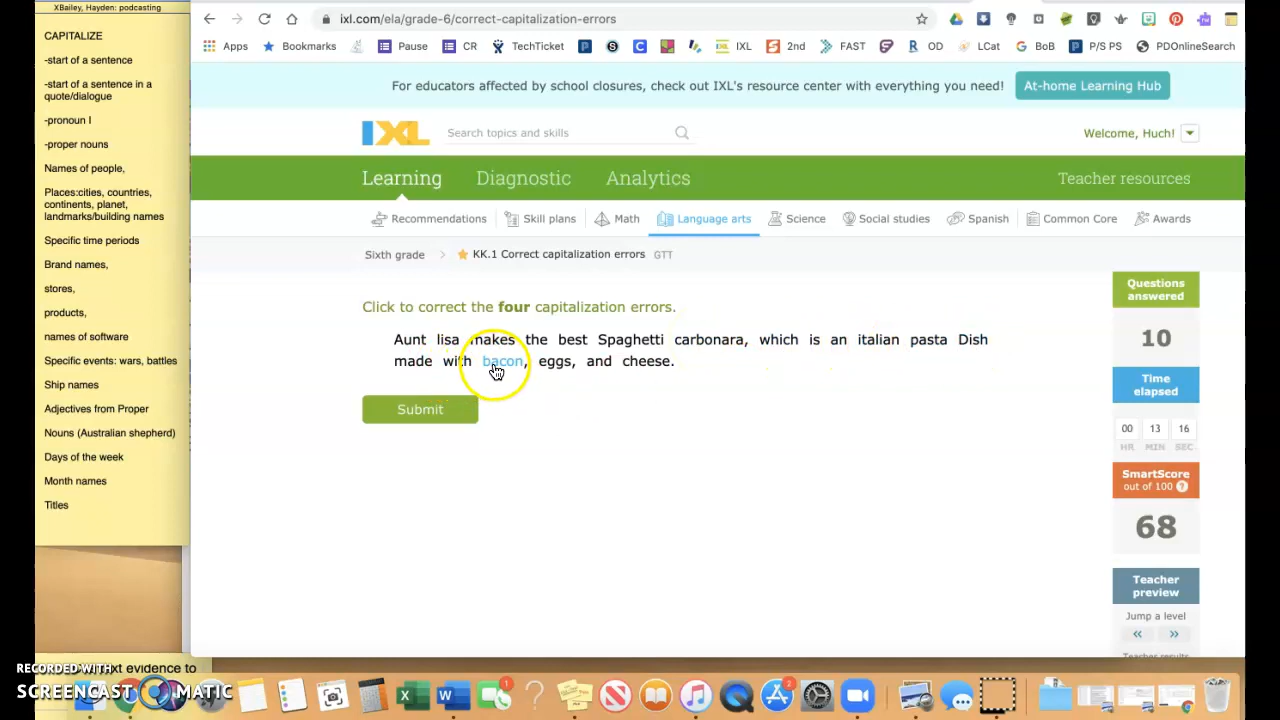 XBailey, Hayden: podcasting
CAPITALIZE
-start of a sentence
-start of a sentence in a
quote/dialogue
-pronoun I
-proper nouns
Names of people,
Places:cities, countries,
continents, planet,
landmarks/building names
Specific time periods
Brand names,
stores,
products,
names of software
Specific events: wars, battles
Ship names
Adjectives from Proper
Nouns (Australian shepherd)
Days of the week
Month names
Titles
ixl.com/ela/grade-6/correct-capitalization-errors
Apps Bookmarks Pause CR TechTicket IXL 2nd FAST OD LCat BoB P/S PS PDOnlineSearch
For educators affected by school closures, check out IXL's resource center with everything you need! At-home Learning Hub
IXL Search topics and skills Welcome, Huch!
Learning Diagnostic Analytics Teacher resources
Recommendations Skill plans Math Language arts Science Social studies Spanish Common Core Awards
Sixth grade KK.1 Correct capitalization errors GTT
Click to correct the four capitalization errors.
Aunt lisa makes the best Spaghetti carbonara, which is an italian pasta Dish
made with bacon, eggs, and cheese.
Submit
Questions
answered
10
Time
elapsed
00 13 16
HR MIN SEC
SmartScore
out of 100 ?
68
Teacher
preview
Jump a level
« »
Teacher results
RECORDED WITH
SCREENCAST MATIC
xt evidence to